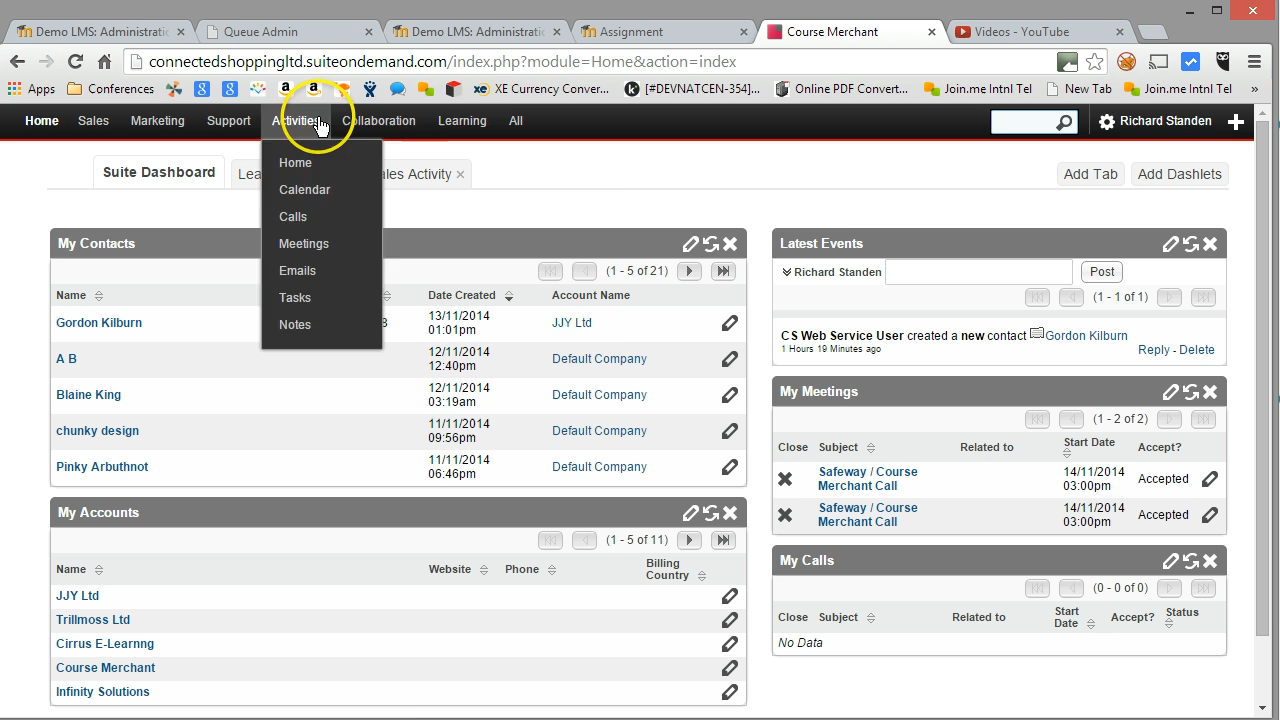 Demo LMS: Administratio
Queue Admin
Demo LMS: Administratio
Assignment
Course Merchant
Videos - YouTube
connectedshoppingltd.suiteondemand.com/index.php?module=Home&action=index
Apps
Conferences
XE Currency Conver...
[#DEVNATCEN-354]...
Online PDF Convert...
Join.me Intnl Tel
New Tab
Join.me Intnl Tel
»
Home
Sales
Marketing
Support
Activities
Collaboration
Learning
All
Richard Standen
Home
Calendar
Calls
Meetings
Emails
Tasks
Notes
Suite Dashboard
Lea
ales Activity
Add Tab
Add Dashlets
My Contacts
(1 - 5 of 21)
Name
Date Created
Account Name
Gordon Kilburn
8
13/11/2014
01:01pm
JJY Ltd
A B
12/11/2014
12:40pm
Default Company
Blaine King
12/11/2014
03:19am
Default Company
chunky design
11/11/2014
09:56pm
Default Company
Pinky Arbuthnot
11/11/2014
06:46pm
Default Company
My Accounts
(1 - 5 of 11)
Name
Website
Phone
Billing
Country
JJY Ltd
Trillmoss Ltd
Cirrus E-Learnng
Course Merchant
Infinity Solutions
Latest Events
Richard Standen
Post
(1 - 1 of 1)
CS Web Service User created a new contact Gordon Kilburn
1 Hours 19 Minutes ago
Reply - Delete
My Meetings
(1 - 2 of 2)
Close
Subject
Related to
Start Date
Accept?
Safeway / Course
Merchant Call
14/11/2014
03:00pm
Accepted
Safeway / Course
Merchant Call
14/11/2014
03:00pm
Accepted
My Calls
(0 - 0 of 0)
Close
Subject
Related to
Start
Date
Accept?
Status
No Data